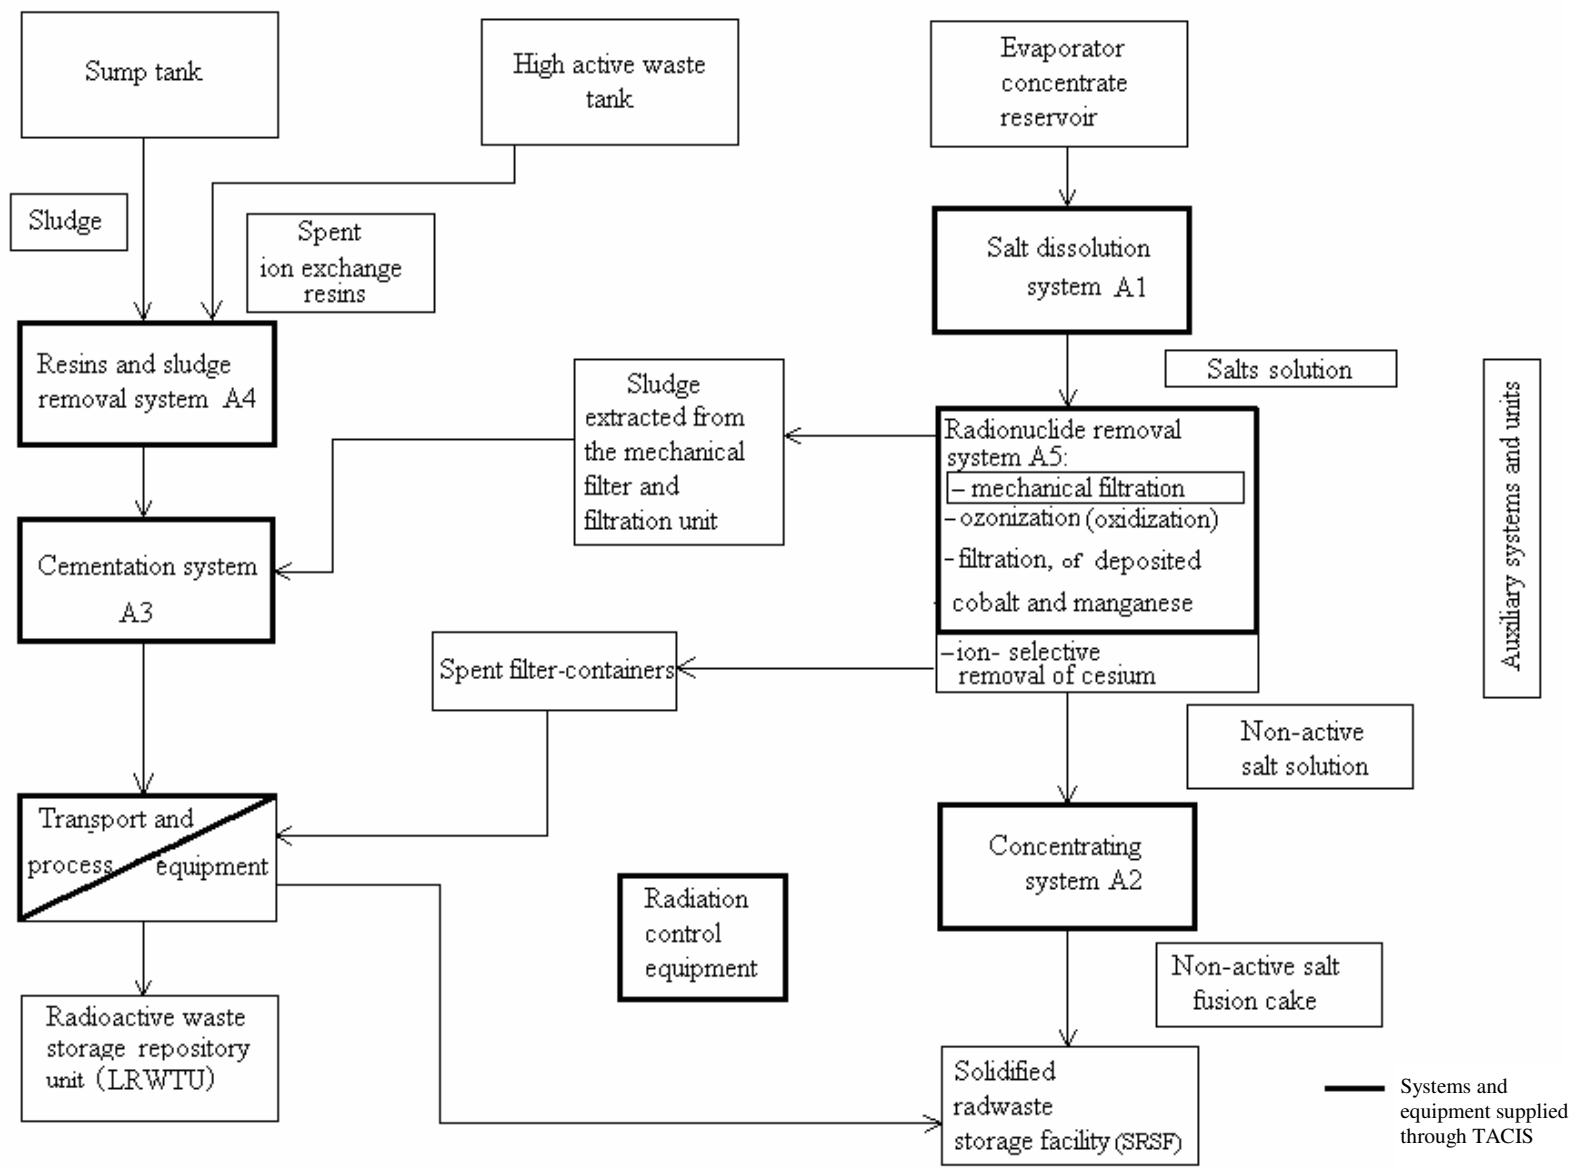 Sump tank
High active waste
tank
Evaporator
concentrate
reservoir
Sludge
Spent
ion exchange
resins
Salt dissolution
system A1
Resins and sludge
removal system A4
Sludge
extracted from
the mechanical
filter and
filtration unit
Salts solution
Radionuclide removal
system A5:
– mechanical filtration
– ozonization (oxidization)
– filtration, of deposited
cobalt and manganese
– ion- selective
removal of cesium
Auxiliary systems and units
Cementation system
A3
Spent filter-containers
Non-active
salt solution
Transport and
process equipment
Concentrating
system A2
Radiation
control
equipment
Non-active salt
fusion cake
Radioactive waste
storage repository
unit (LRWTU)
Solidified
radwaste
storage facility (SRSF)
Systems and
equipment supplied
through TACIS